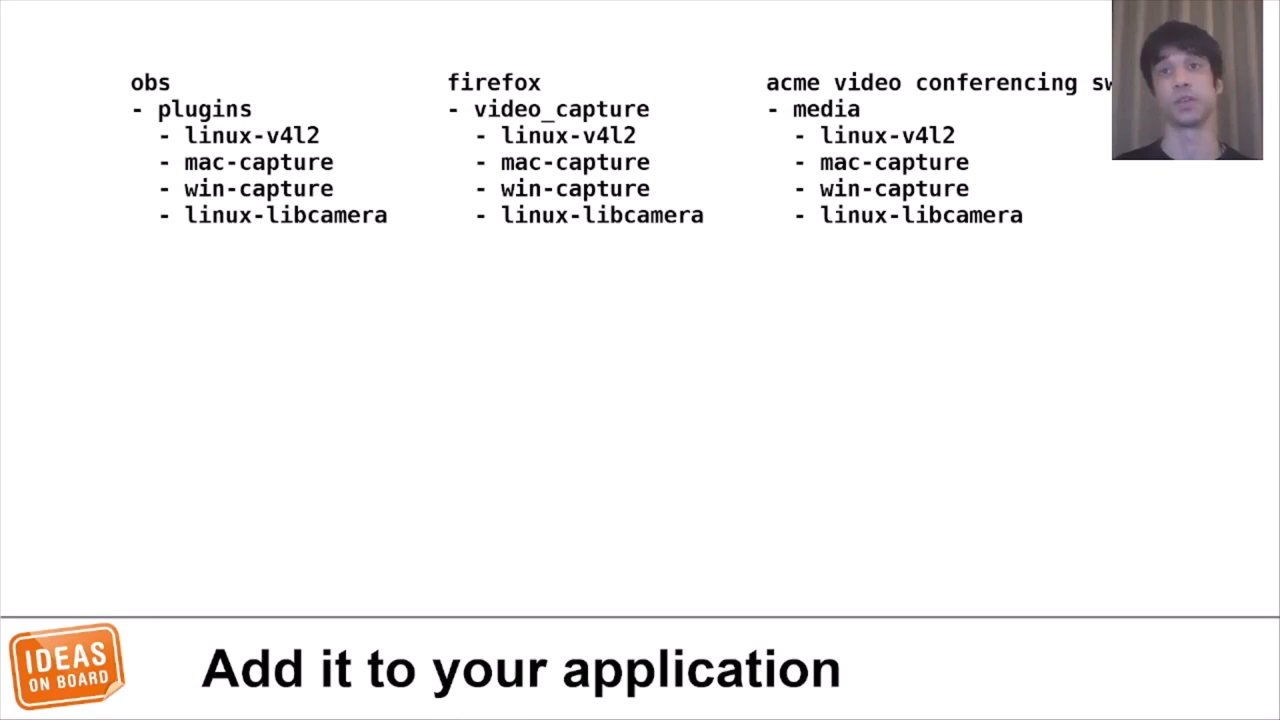 obs
- plugins
- linux-v4l2
- mac-capture
- win-capture
- linux-libcamera
firefox
- video_capture
- linux-v4l2
- mac-capture
- win-capture
- linux-libcamera
acme video conferencing
- media
- linux-v4l2
- mac-capture
- win-capture
- linux-libcamera
IDEAS
ON BOARD
Add it to your application